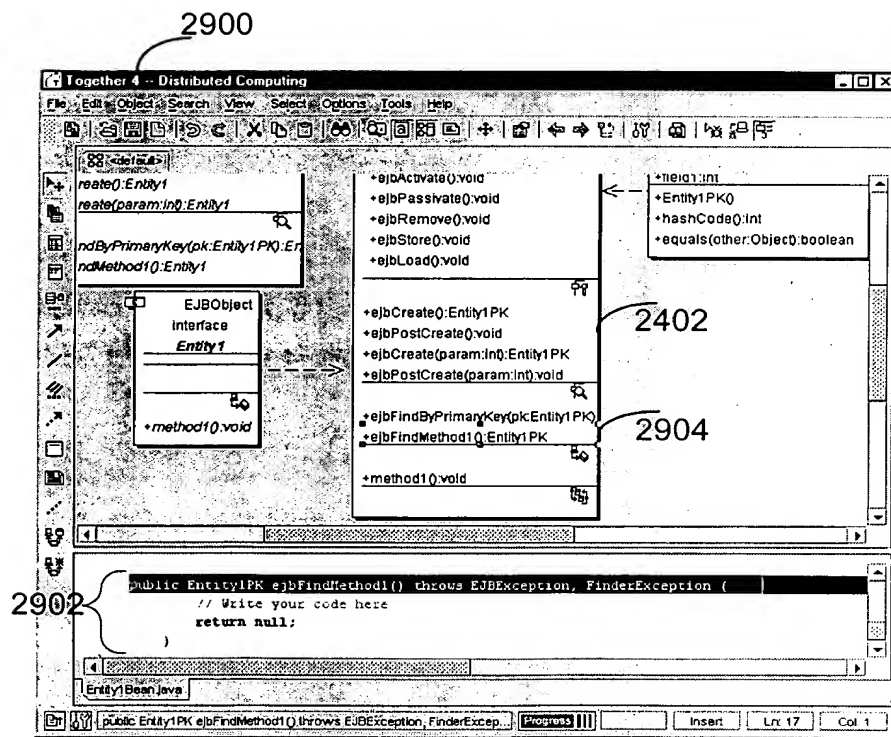 2900
Together 4 -- Distributed Computing
File Edit Object Search View Select Options Tools Help
<default>
reate():Entity1
reate(param:int):Entity1
ndByPrimaryKey(pk:Entity1PK):En
ndMethod1():Entity1
EJBObject
interface
Entity1
+method1():void
+ejbActivate():void
+ejbPassivate():void
+ejbRemove():void
+ejbStore():void
+ejbLoad():void
+ejbCreate():Entity1PK
+ejbPostCreate():void
+ejbCreate(param:int):Entity1PK
+ejbPostCreate(param:int):void
+ejbFindByPrimaryKey(pk:Entity1PK)
+ejbFindMethod1():Entity1PK
+method1():void
+field1:int
+Entity1PK()
+hashCode():int
+equals(other:Object):boolean
2402
2904
2902
public Entity1PK ejbFindMethod1() throws EJBException, FinderException {
// Write your code here
return null;
}
Entity1Bean.java
public Entity1PK ejbFindMethod1() throws EJBException, FinderExcep... Progress Insert Ln: 17 Col: 1